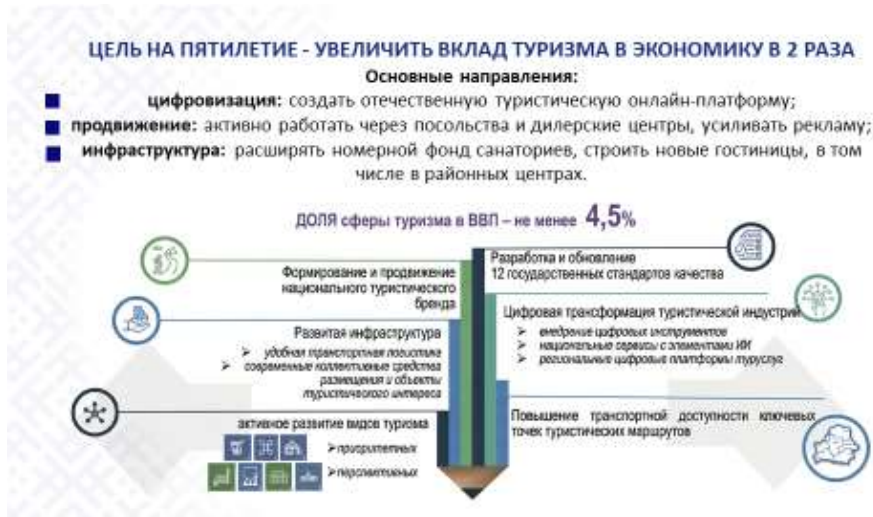 ЦЕЛЬ НА ПЯТИЛЕТИЕ - УВЕЛИЧИТЬ ВКЛАД ТУРИЗМА В ЭКОНОМИКУ В 2 РАЗА
Основные направления:
цифровизация: создать отечественную туристическую онлайн-платформу;
продвижение: активно работать через посольства и дилерские центры, усиливать рекламу;
инфраструктура: расширять номерной фонд санаториев, строить новые гостиницы, в том
числе в районных центрах.
ДОЛЯ сферы туризма в ВВП – не менее 4,5%
Формирование и продвижение
национального туристического
бренда
Развитая инфраструктура
➢ удобная транспортная логистика
➢ современные коллективные средства
размещения и объекты
туристического интереса
активное развитие видов туризма
➢ приоритетных
➢ перспективных
Разработка и обновление
12 государственных стандартов качества
Цифровая трансформация туристической индустрии
➢ внедрение цифровых инструментов
➢ национальные сервисы с элементами ИИ
➢ региональные цифровые платформы туруслуг
Повышение транспортной доступности ключевых
точек туристических маршрутов